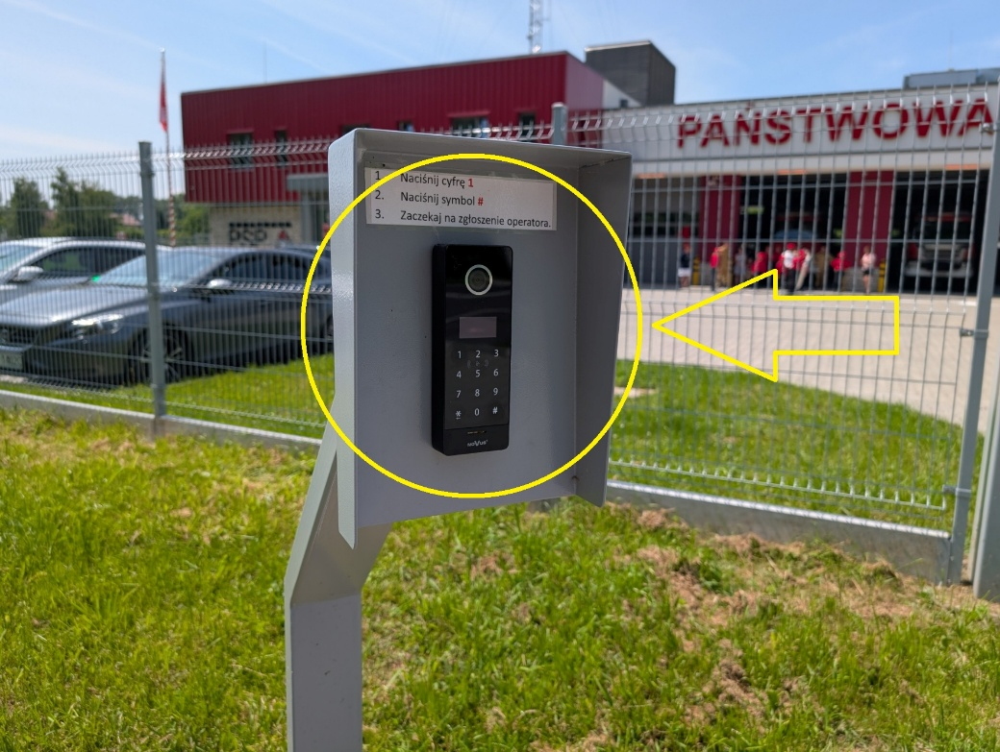 PAŃSTWOWA
1. Naciśnij cyfrę 1
2. Naciśnij symbol #
3. Zaczekaj na zgłoszenie operatora.
PSP
1 2 3
4 5 6
7 8 9
* 0 #
NOVUS